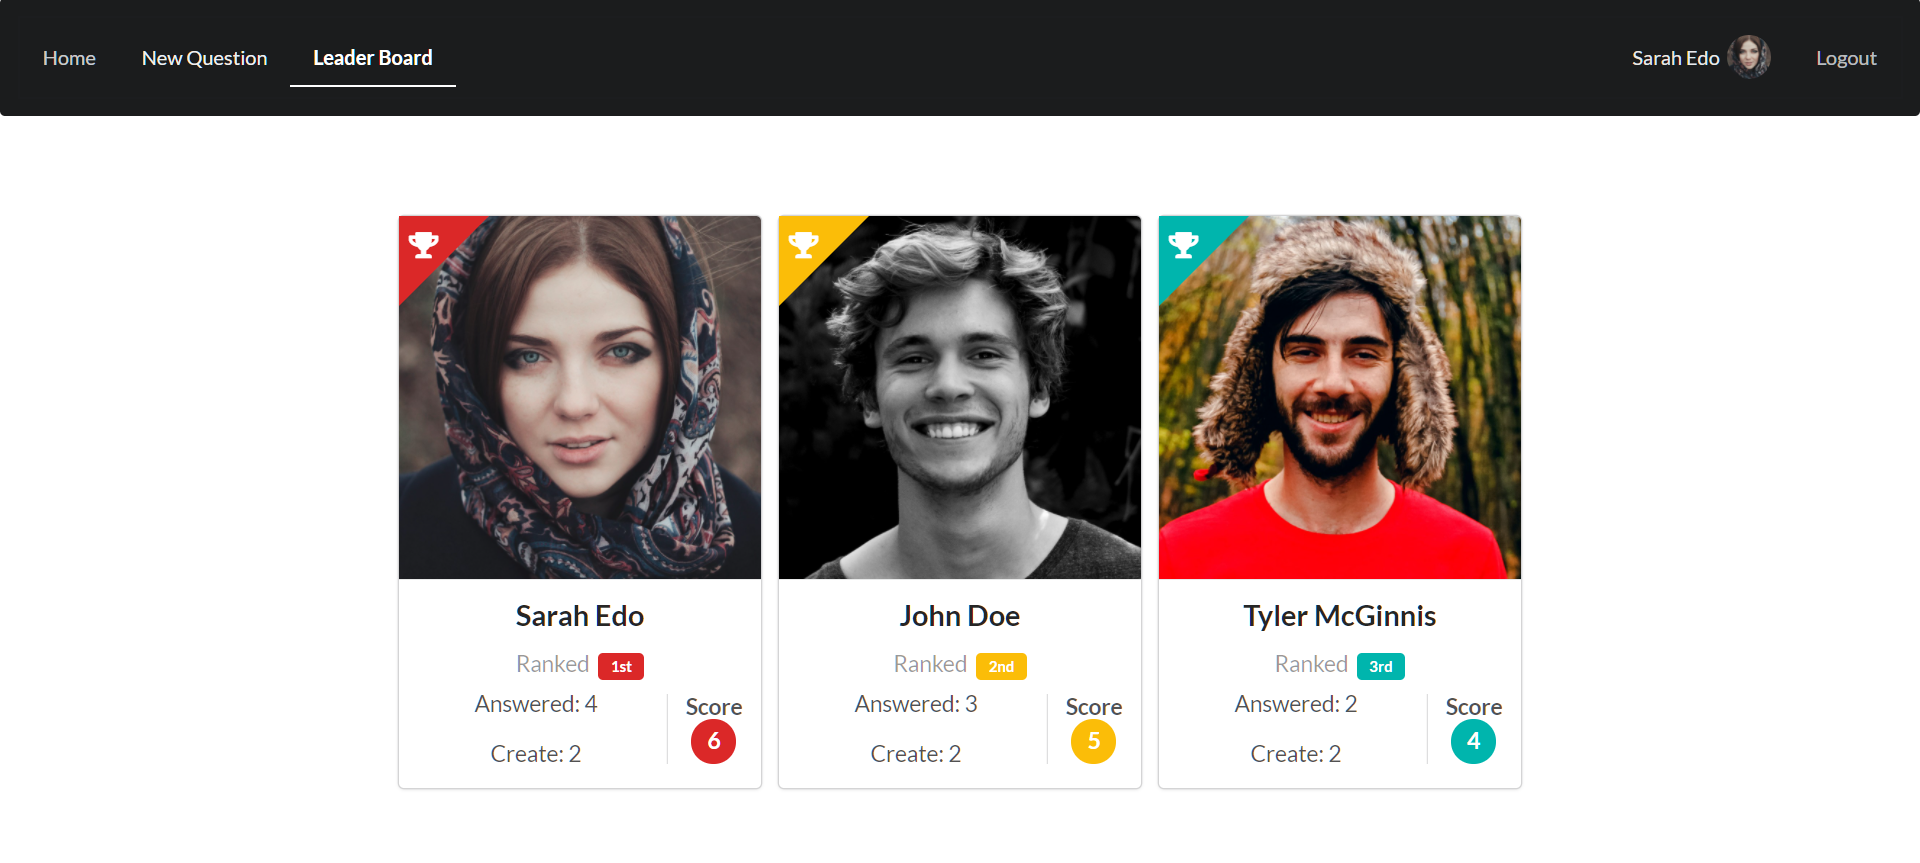 Home New Question Leader Board Sarah Edo Logout
Sarah Edo
Ranked 1st
Answered: 4
Create: 2
Score
6
John Doe
Ranked 2nd
Answered: 3
Create: 2
Score
5
Tyler McGinnis
Ranked 3rd
Answered: 2
Create: 2
Score
4